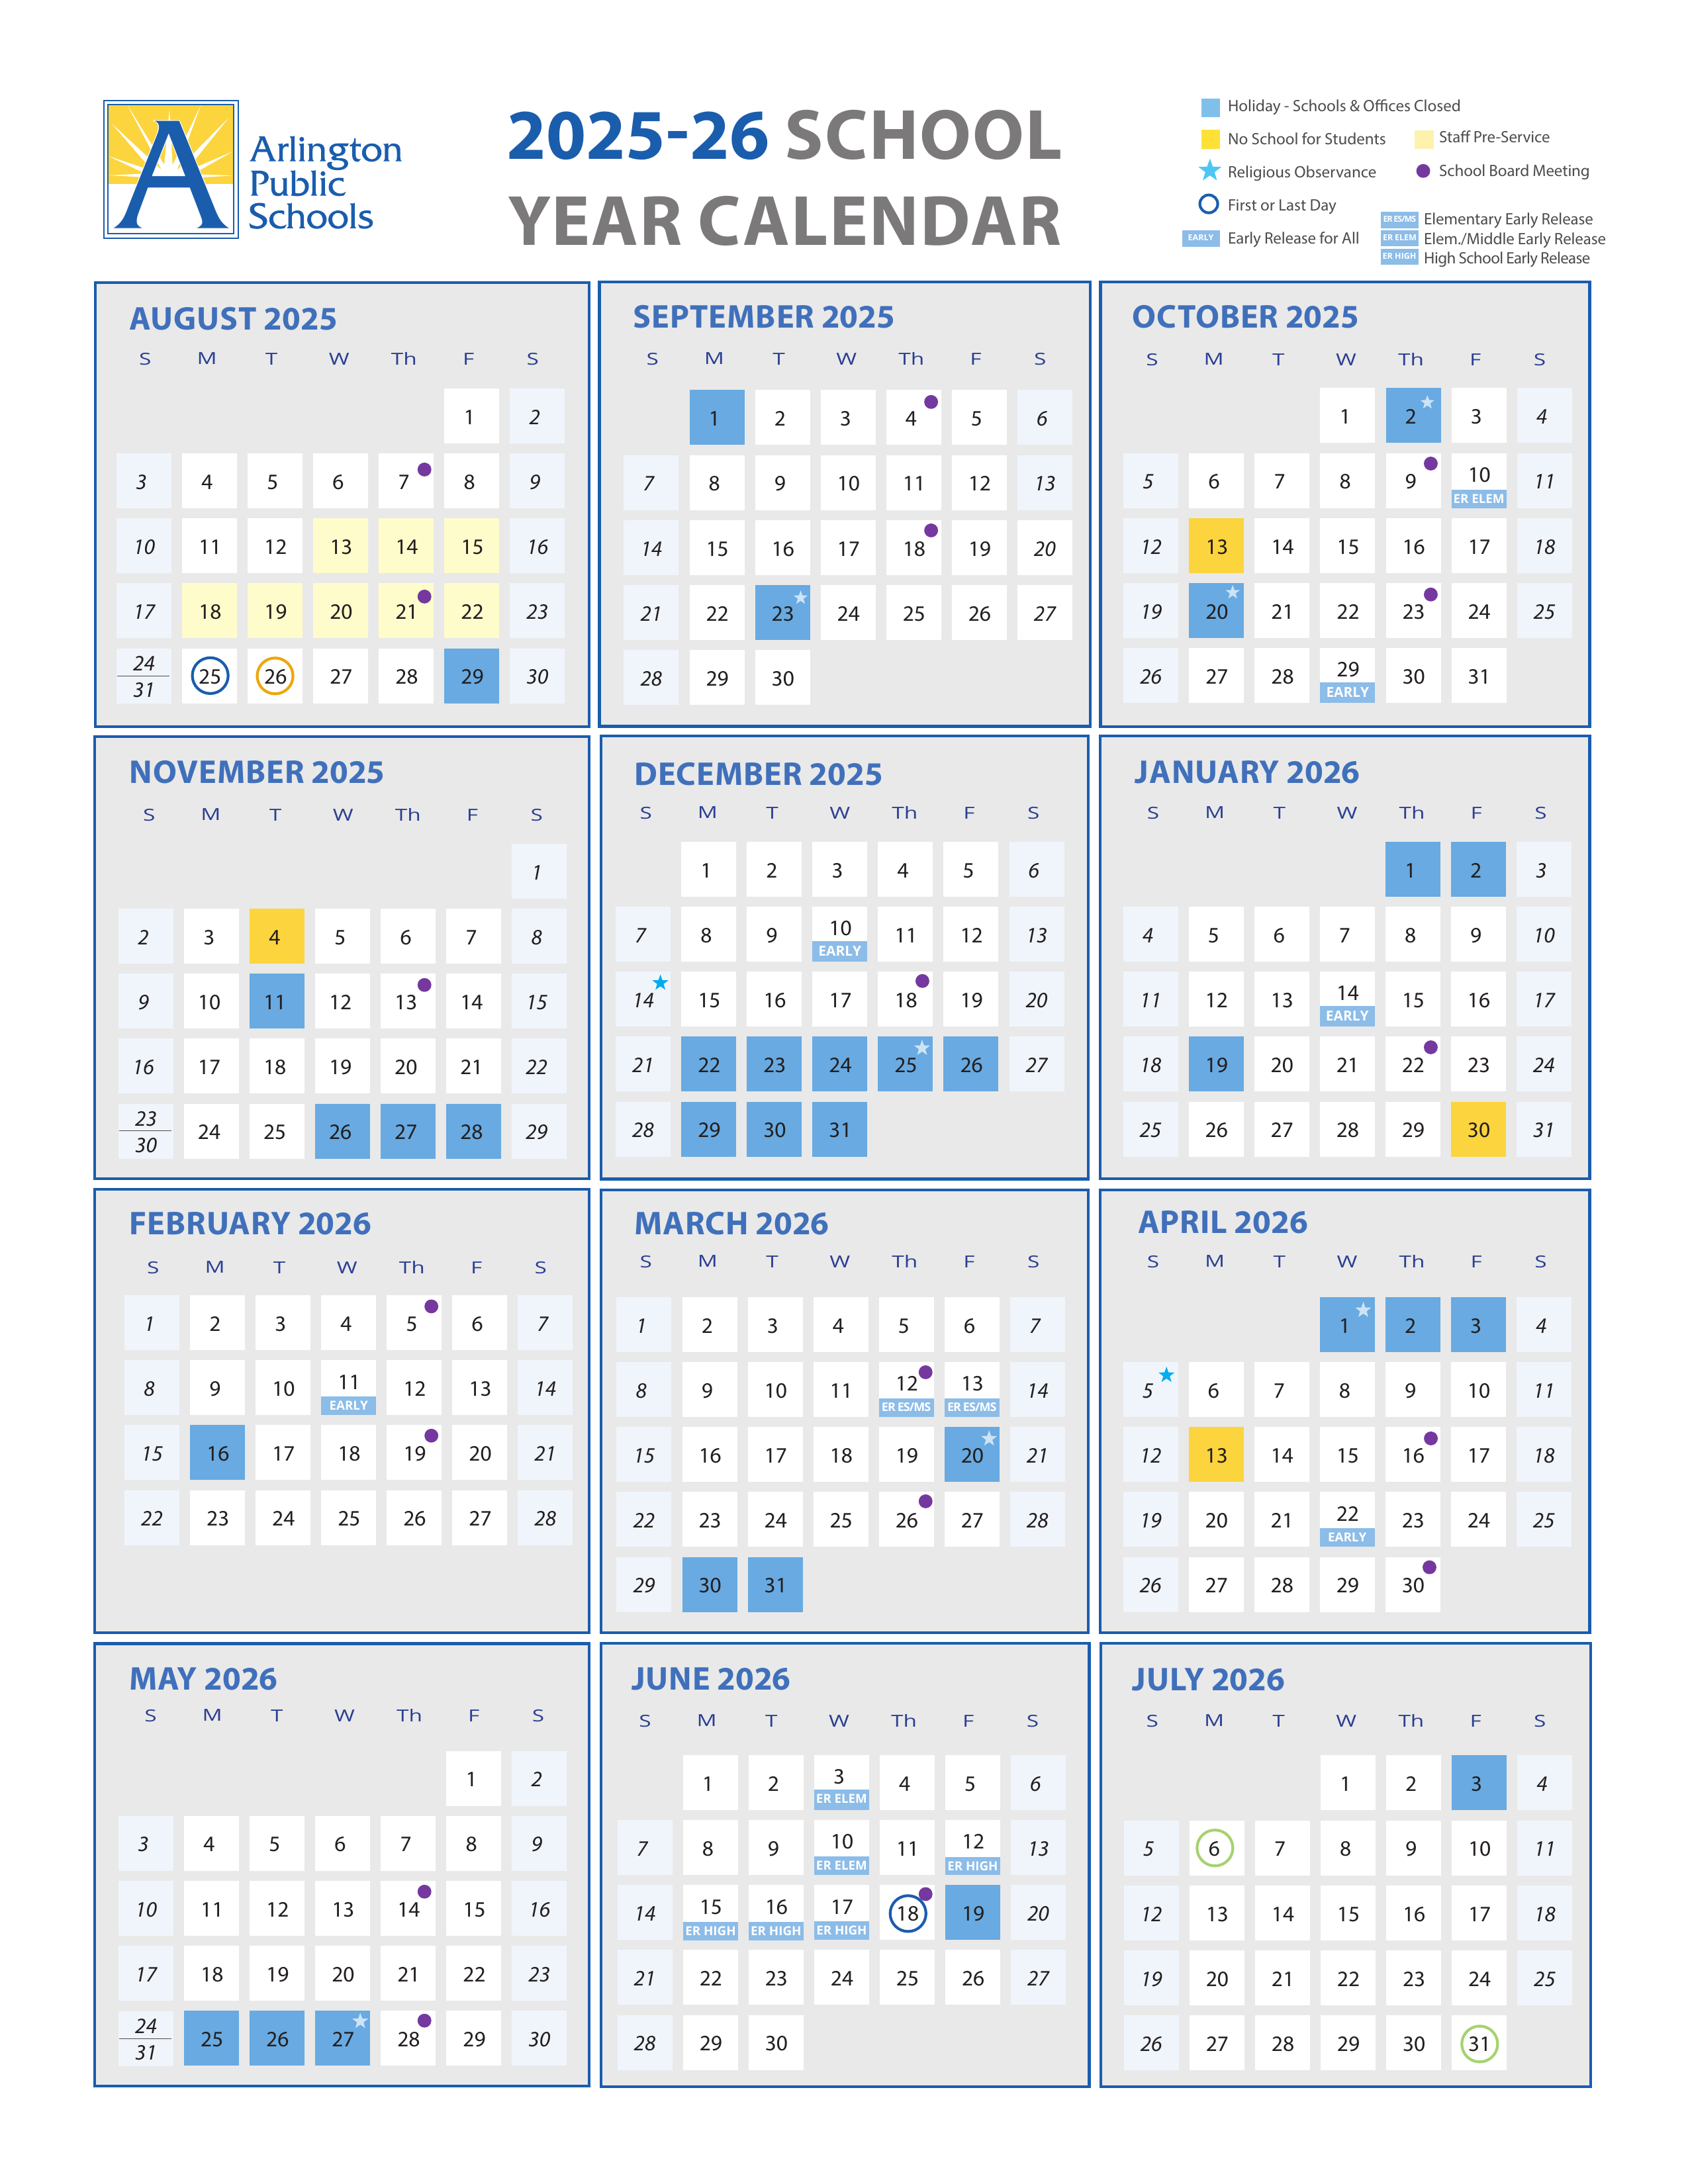 Arlington
Public
Schools
2025-26 SCHOOL
YEAR CALENDAR
Holiday - Schools & Offices Closed
No School for Students
Staff Pre-Service
Religious Observance
School Board Meeting
First or Last Day
ER ES/MS Elementary Early Release
EARLY Early Release for All
ER ELEM Elem./Middle Early Release
ER HIGH High School Early Release
AUGUST 2025
S M T W Th F S
1 2
3 4 5 6 7 8 9
10 11 12 13 14 15 16
17 18 19 20 21 22 23
24 25 26 27 28 29 30
31
SEPTEMBER 2025
S M T W Th F S
1 2 3 4 5 6
7 8 9 10 11 12 13
14 15 16 17 18 19 20
21 22 23 24 25 26 27
28 29 30
OCTOBER 2025
S M T W Th F S
1 2 3 4
5 6 7 8 9 10 11
ER ELEM
12 13 14 15 16 17 18
19 20 21 22 23 24 25
26 27 28 29 30 31
EARLY
NOVEMBER 2025
S M T W Th F S
1
2 3 4 5 6 7 8
9 10 11 12 13 14 15
16 17 18 19 20 21 22
23 24 25 26 27 28 29
30
DECEMBER 2025
S M T W Th F S
1 2 3 4 5 6
7 8 9 10 11 12 13
EARLY
14 15 16 17 18 19 20
21 22 23 24 25 26 27
28 29 30 31
JANUARY 2026
S M T W Th F S
1 2 3
4 5 6 7 8 9 10
11 12 13 14 15 16 17
EARLY
18 19 20 21 22 23 24
25 26 27 28 29 30 31
FEBRUARY 2026
S M T W Th F S
1 2 3 4 5 6 7
8 9 10 11 12 13 14
EARLY
15 16 17 18 19 20 21
22 23 24 25 26 27 28
MARCH 2026
S M T W Th F S
1 2 3 4 5 6 7
8 9 10 11 12 13 14
ER ES/MS ER ES/MS
15 16 17 18 19 20 21
22 23 24 25 26 27 28
29 30 31
APRIL 2026
S M T W Th F S
1 2 3 4
5 6 7 8 9 10 11
12 13 14 15 16 17 18
19 20 21 22 23 24 25
EARLY
26 27 28 29 30
MAY 2026
S M T W Th F S
1 2
3 4 5 6 7 8 9
10 11 12 13 14 15 16
17 18 19 20 21 22 23
24 25 26 27 28 29 30
31
JUNE 2026
S M T W Th F S
1 2 3 4 5 6
ER ELEM
7 8 9 10 11 12 13
ER ELEM ER HIGH
14 15 16 17 18 19 20
ER HIGH ER HIGH ER HIGH
21 22 23 24 25 26 27
28 29 30
JULY 2026
S M T W Th F S
1 2 3 4
5 6 7 8 9 10 11
12 13 14 15 16 17 18
19 20 21 22 23 24 25
26 27 28 29 30 31